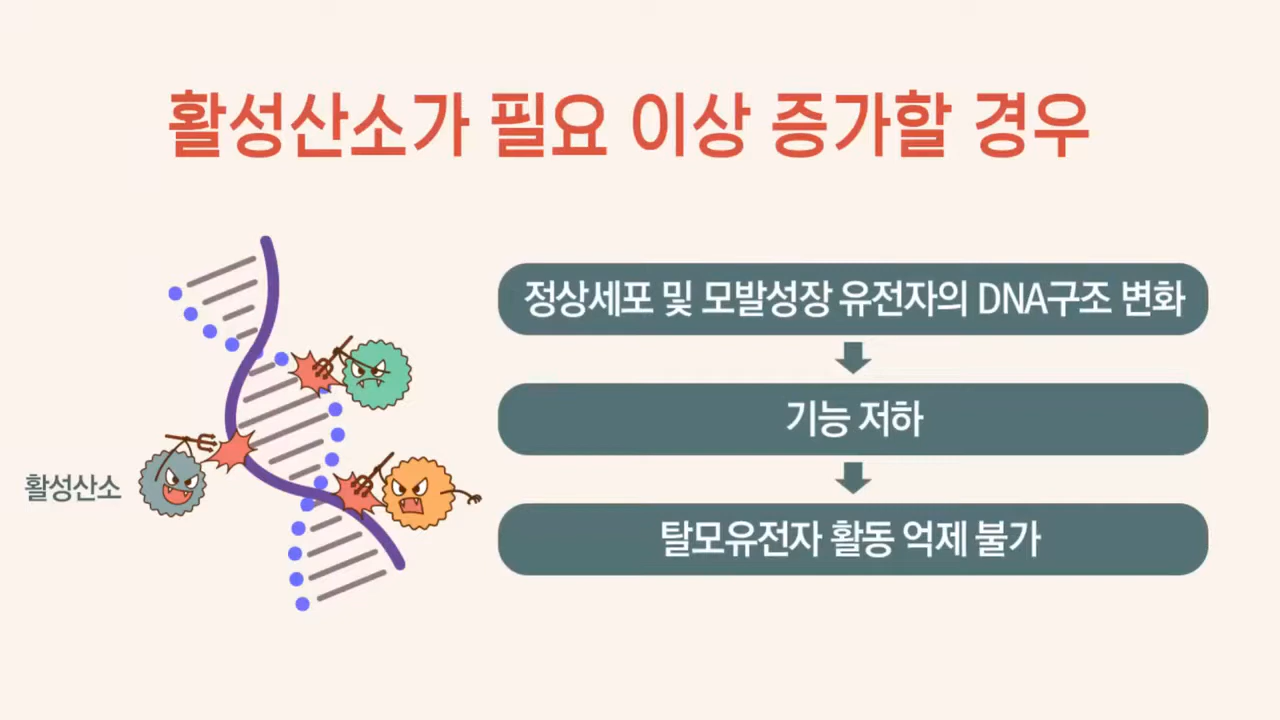 활성산소가 필요 이상 증가할 경우
정상세포 및 모발성장 유전자의 DNA구조 변화
기능 저하
활성산소
탈모유전자 활동 억제 불가